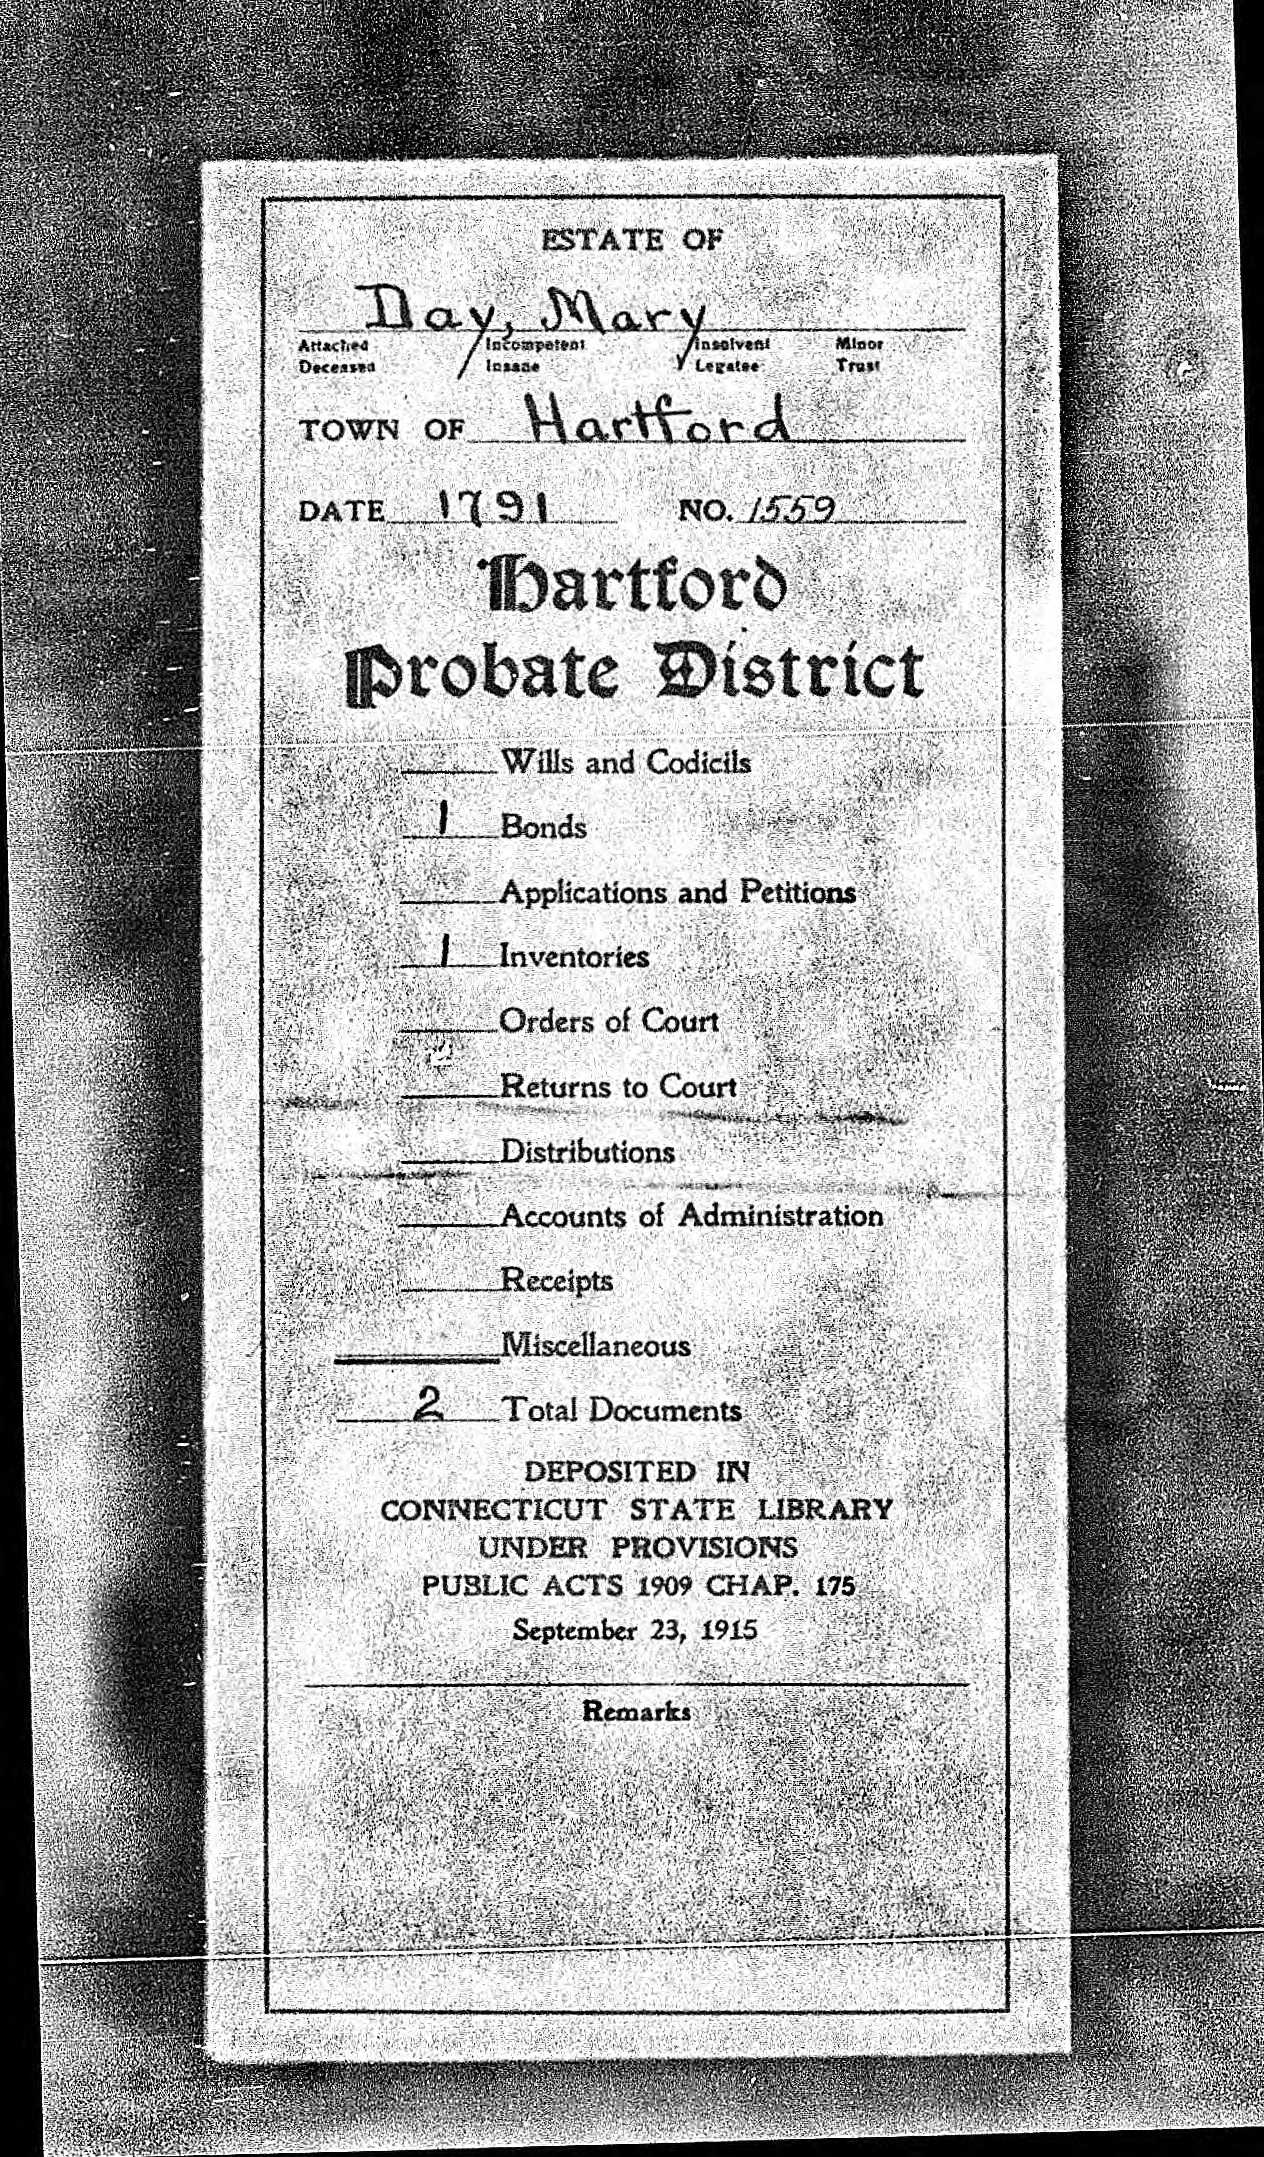 ESTATE OF
Day, Mary
Attached Incompetent Insolvent Minor
Deceased Insane Legatee Trust
TOWN OF Hartford
DATE 1791 NO. 1559
Hartford
Probate District
Wills and Codicils
1 Bonds
Applications and Petitions
1 Inventories
Orders of Court
Returns to Court
Distributions
Accounts of Administration
Receipts
Miscellaneous
2 Total Documents
DEPOSITED IN
CONNECTICUT STATE LIBRARY
UNDER PROVISIONS
PUBLIC ACTS 1909 CHAP. 175
September 23, 1915
Remarks